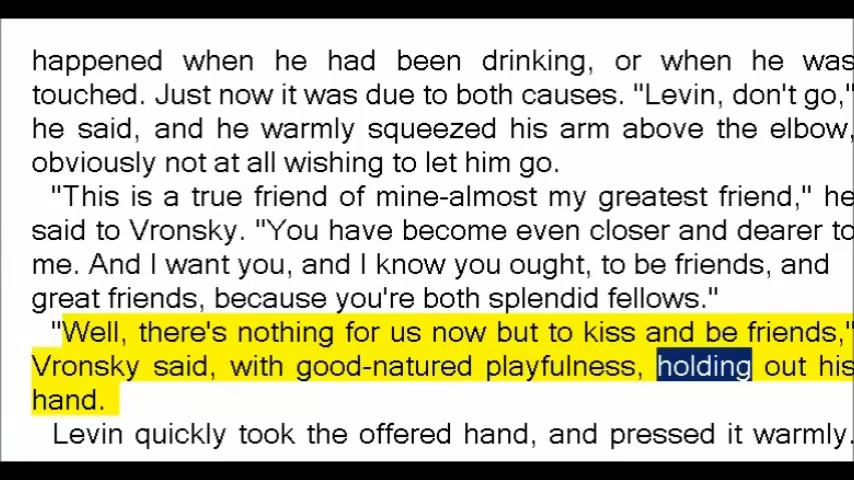 happened when he had been drinking, or when he was
touched. Just now it was due to both causes. "Levin, don't go,"
he said, and he warmly squeezed his arm above the elbow,
obviously not at all wishing to let him go.
"This is a true friend of mine-almost my greatest friend," he
said to Vronsky. "You have become even closer and dearer to
me. And I want you, and I know you ought, to be friends, and
great friends, because you're both splendid fellows."
"Well, there's nothing for us now but to kiss and be friends,"
Vronsky said, with good-natured playfulness, holding out his
hand.
Levin quickly took the offered hand, and pressed it warmly.